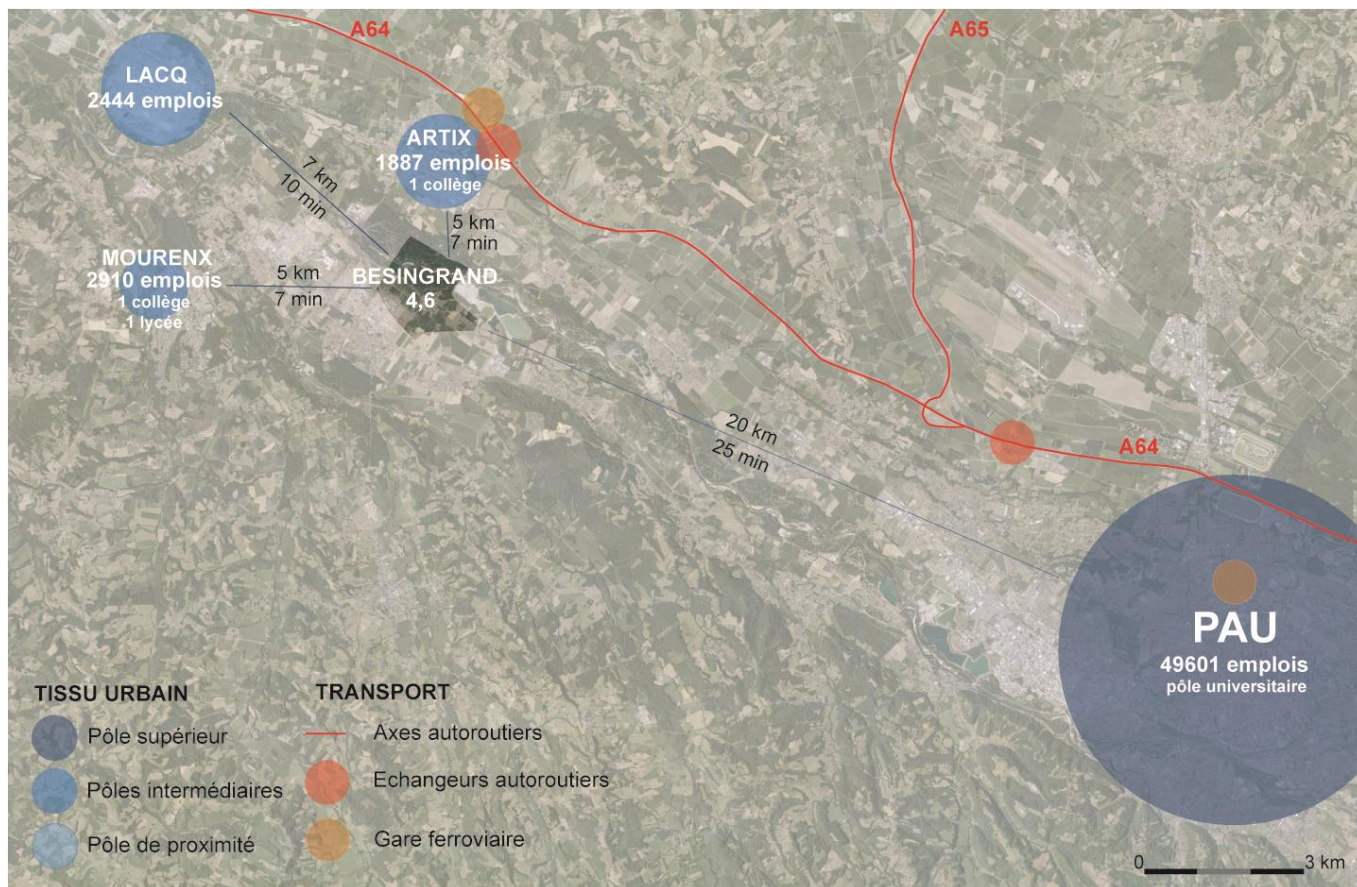 A64
A65
LACQ
2444 emplois
ARTIX
1887 emplois
1 collège
7 km
10 min
5 km
7 min
MOURENX
2910 emplois
1 collège
1 lycée
5 km
7 min
BESINGRAND
4,6
20 km
25 min
A64
PAU
49601 emplois
pôle universitaire
TISSU URBAIN
Pôle supérieur
Pôles intermédiaires
Pôle de proximité
TRANSPORT
Axes autoroutiers
Echangeurs autoroutiers
Gare ferroviaire
0 3 km